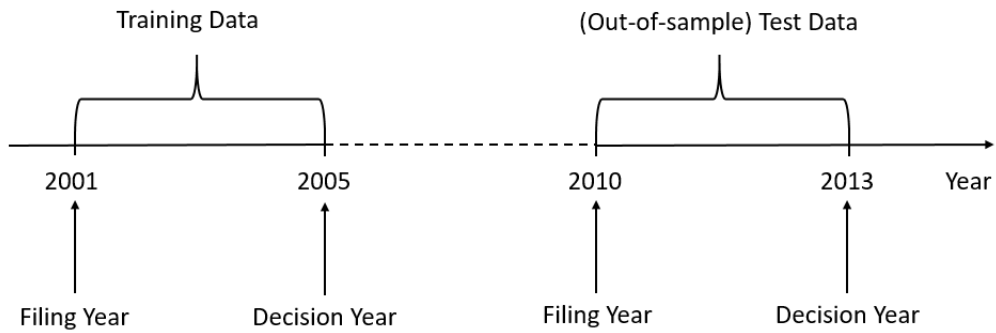 Training Data
(Out-of-sample) Test Data
2001
2005
2010
2013
Year
Filing Year
Decision Year
Filing Year
Decision Year